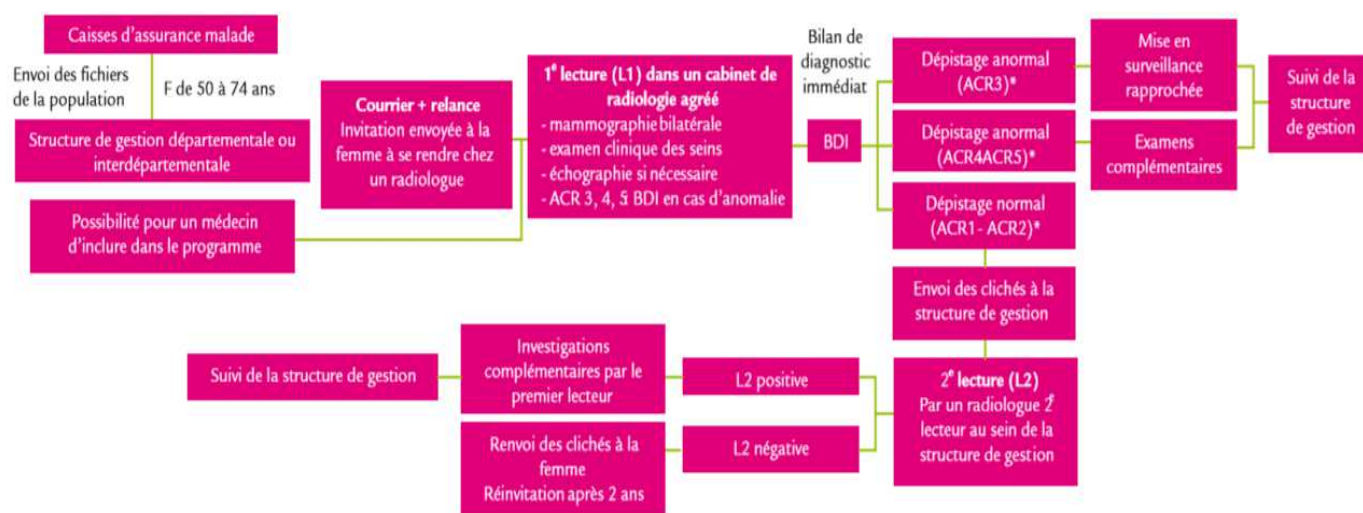 Caisses d'assurance malade
Envoi des fichiers
de la population
F de 50 à 74 ans
Structure de gestion départementale ou
interdépartementale
Possibilité pour un médecin
d'inclure dans le programme
Courrier + relance
Invitation envoyée à la
femme à se rendre chez
un radiologue
1e lecture (L1) dans un cabinet de
radiologie agréé
- mammographie bilatérale
- examen clinique des seins
- échographie si nécessaire
- ACR 3, 4, 5: BDI en cas d'anomalie
Bilan de
diagnostic
immédiat
BDI
Dépistage anormal
(ACR3)*
Mise en
surveillance
rapprochée
Dépistage anormal
(ACR4ACR5)*
Examens
complémentaires
Suivi de la
structure
de gestion
Dépistage normal
(ACR1- ACR2)*
Envoi des clichés à la
structure de gestion
2e lecture (L2)
Par un radiologue 2e
lecteur au sein de la
structure de gestion
L2 positive
Investigations
complémentaires par le
premier lecteur
Suivi de la structure de gestion
L2 négative
Renvoi des clichés à la
femme
Réinvitation après 2 ans